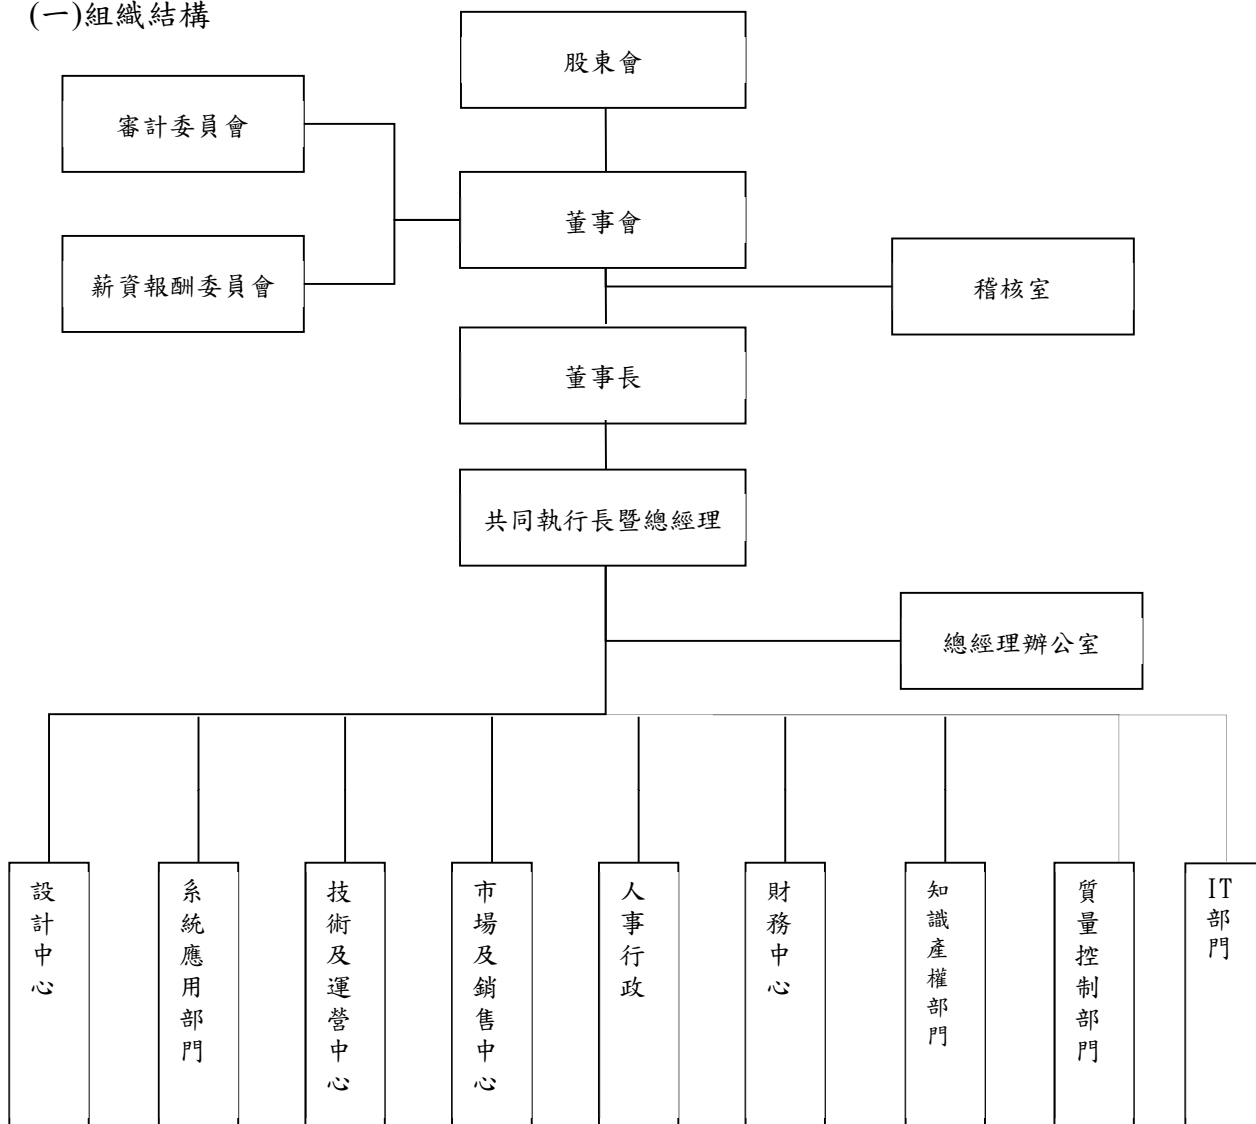 (一)組織結構
股東會
審計委員會
董事會
薪資報酬委員會
稽核室
董事長
共同執行長暨總經理
總經理辦公室
設計中心
系統應用部門
技術及運營中心
市場及銷售中心
人事行政
財務中心
知識產權部門
質量控制部門
IT部門